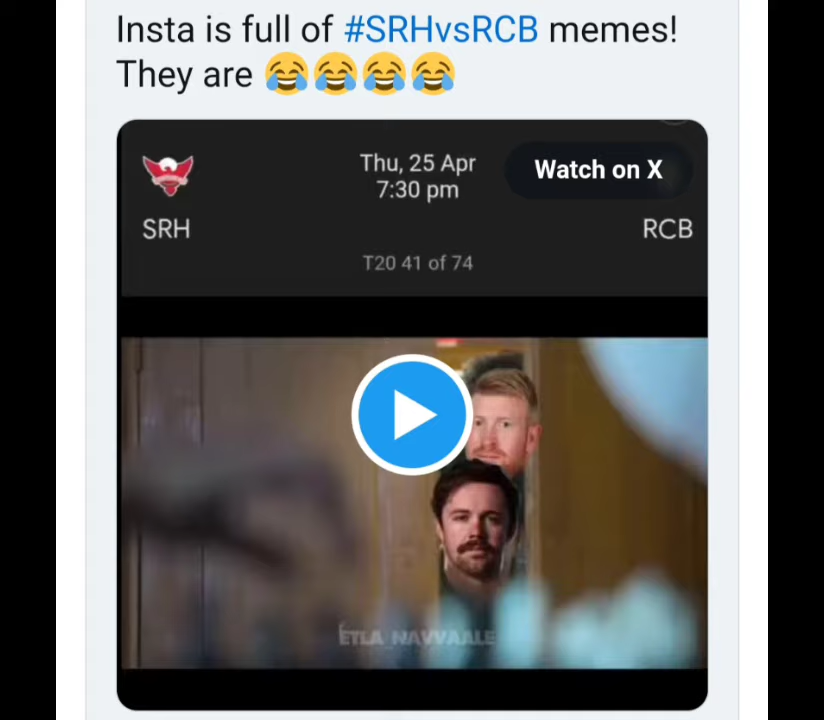 Insta is full of #SRHvsRCB memes!
They are 😂😂😂😂
Thu, 25 Apr
7:30 pm
Watch on X
SRH
RCB
T20 41 of 74
ETLA_NAVVAALE